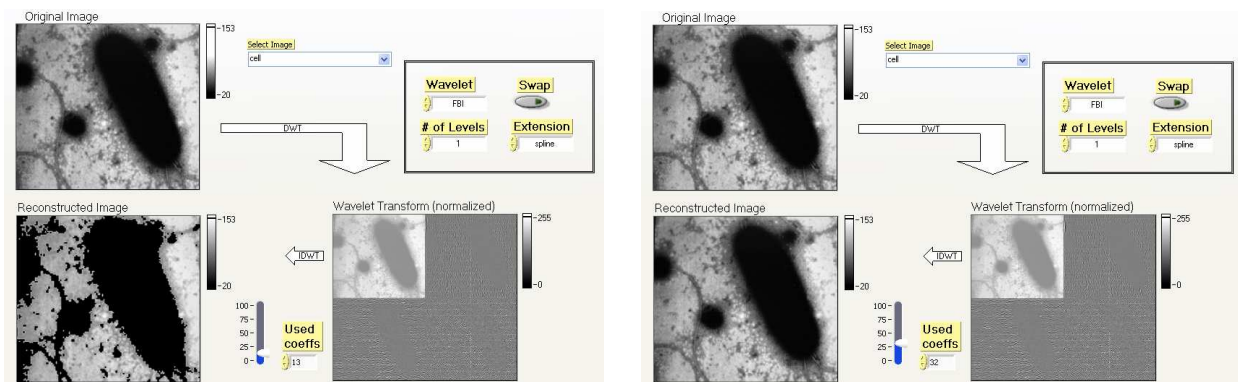 Original Image
-153
-20
Select Image
cell
Wavelet
Swap
FBI
# of Levels
Extension
1
spline
DWT
Reconstructed Image
-153
-20
Wavelet Transform (normalized)
-255
-0
IDWT
100-
75-
50-
25-
0-
Used
coeffs
13
Original Image
-153
-20
Select Image
cell
Wavelet
Swap
FBI
# of Levels
Extension
1
spline
DWT
Reconstructed Image
-153
-20
Wavelet Transform (normalized)
-255
-0
IDWT
100-
75-
50-
25-
0-
Used
coeffs
32